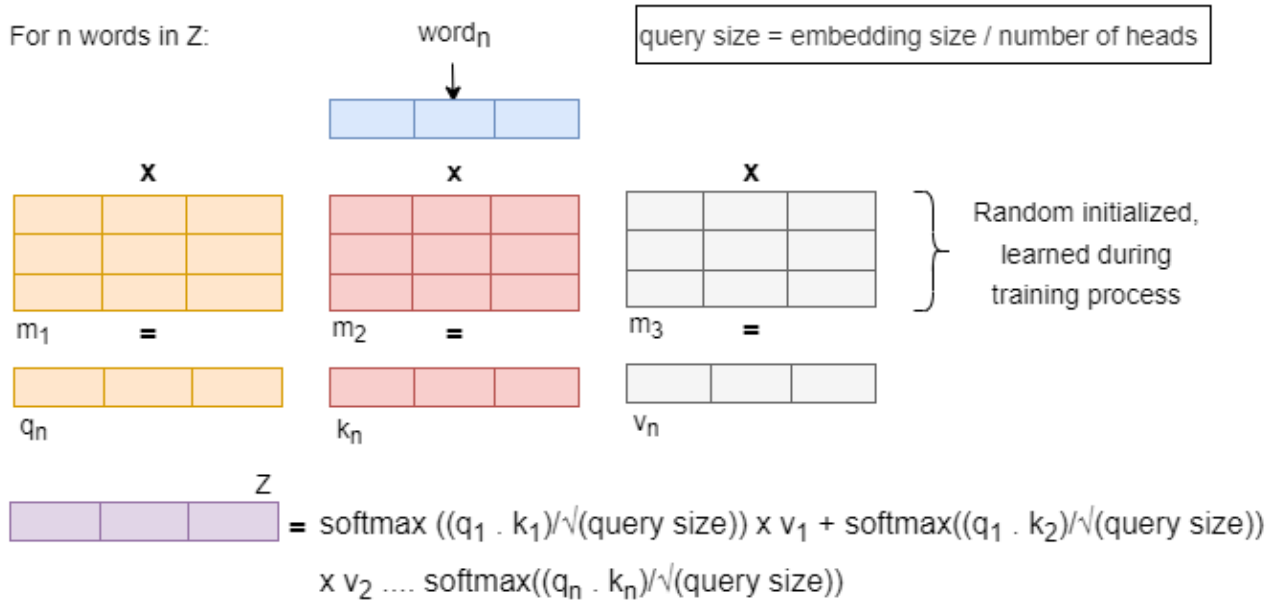 For n words in Z:
word_n
query size = embedding size / number of heads
x x x
m₁ = m₂ = m₃ =
Random initialized,
learned during
training process
qₙ kₙ vₙ
Z
= softmax ((q₁ . k₁)/√(query size)) x v₁ + softmax((q₁ . k₂)/√(query size))
x v₂ .... softmax((qₙ . kₙ)/√(query size))